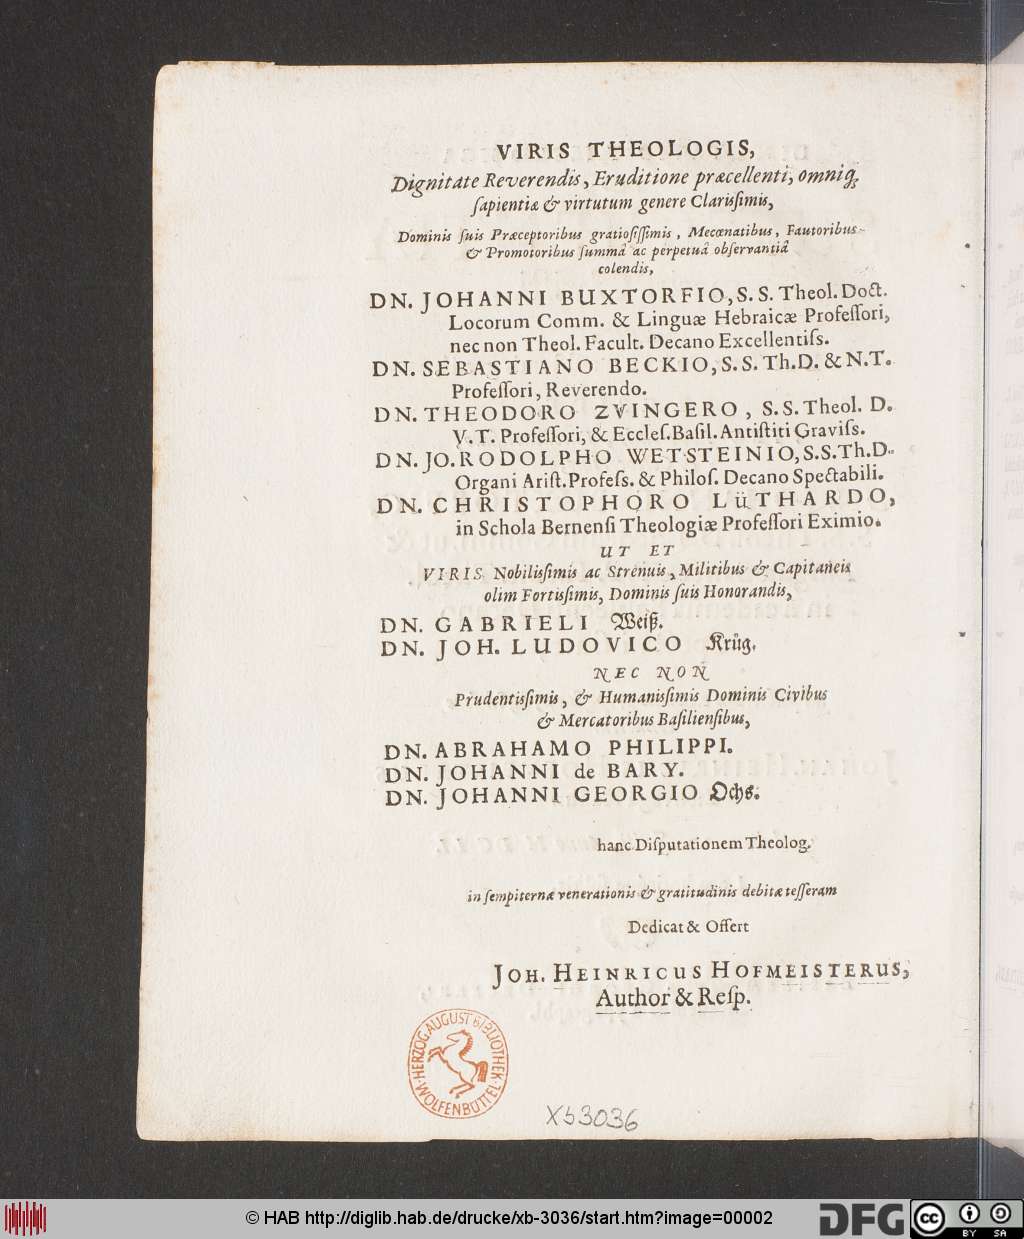 VIRIS THEOLOGIS,
Dignitate Reverendis, Eruditione præcellenti, omniq́;
ſapientiæ & virtutum genere Clarisſimis,
Dominis ſuis Præceptoribus gratioſiſſimis, Mecœnatibus, Fautoribus
& Promotoribus ſummâ ac perpetuâ obſervantiâ
colendis,
DN. JOHANNI BUXTORFIO, S. S. Theol. Doct.
Locorum Comm. & Linguæ Hebraicæ Profeſſori,
nec non Theol. Facult. Decano Excellentiſs.
DN. SEBASTIANO BECKIO, S. S. Th. D. & N. T.
Profeſſori, Reverendo.
DN. THEODORO ZVINGERO, S. S. Theol. D.
V. T. Profeſſori, & Eccleſ. Baſil. Antiſtiti Graviſs.
DN. JO. RODOLPHO WETSTEINIO, S. S. Th. D.
Organi Ariſt. Profeſs. & Philoſ. Decano Spectabili.
DN. CHRISTOPHORO LüTHARDO,
in Schola Bernenſi Theologiæ Profeſſori Eximio.
UT ET
VIRIS Nobilisſimis ac Strenuis, Militibus & Capitaneis
olim Fortisſimis, Dominis ſuis Honorandis,
DN. GABRIELI Weiß.
DN. JOH. LUDOVICO Krůg.
NEC NON
Prudentisſimis, & Humanisſimis Dominis Civibus
& Mercatoribus Baſilienſibus,
DN. ABRAHAMO PHILIPPI.
DN. JOHANNI de BARY.
DN. JOHANNI GEORGIO Ochs.
hanc Diſputationem Theolog.
in ſempiternæ venerationis & gratitudinis debitæ teſſeram
Dedicat & Offert
JOH. HEINRICUS HOFMEISTERUS,
Author & Reſp.
HERZOG AUGUST BIBLIOTHEK
WOLFENBÜTTEL
Xb 3036
© HAB http://diglib.hab.de/drucke/xb-3036/start.htm?image=00002
DFG
cc
BY SA